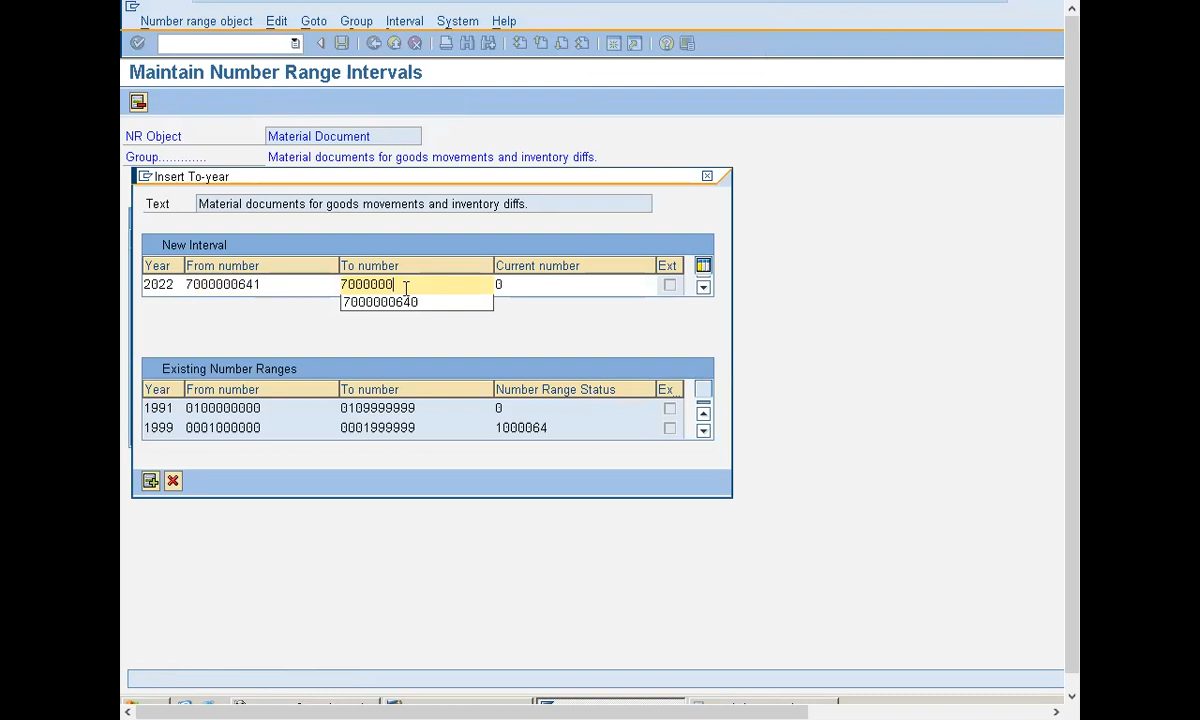 Number range object Edit Goto Group Interval System Help
Maintain Number Range Intervals
NR Object Material Document
Group............. Material documents for goods movements and inventory diffs.
Insert To-year
Text Material documents for goods movements and inventory diffs.
New Interval
Year From number To number Current number Ext
2022 7000000641 7000000 0
7000000640
Existing Number Ranges
Year From number To number Number Range Status Ex...
1991 0100000000 0109999999 0
1999 0001000000 0001999999 1000064